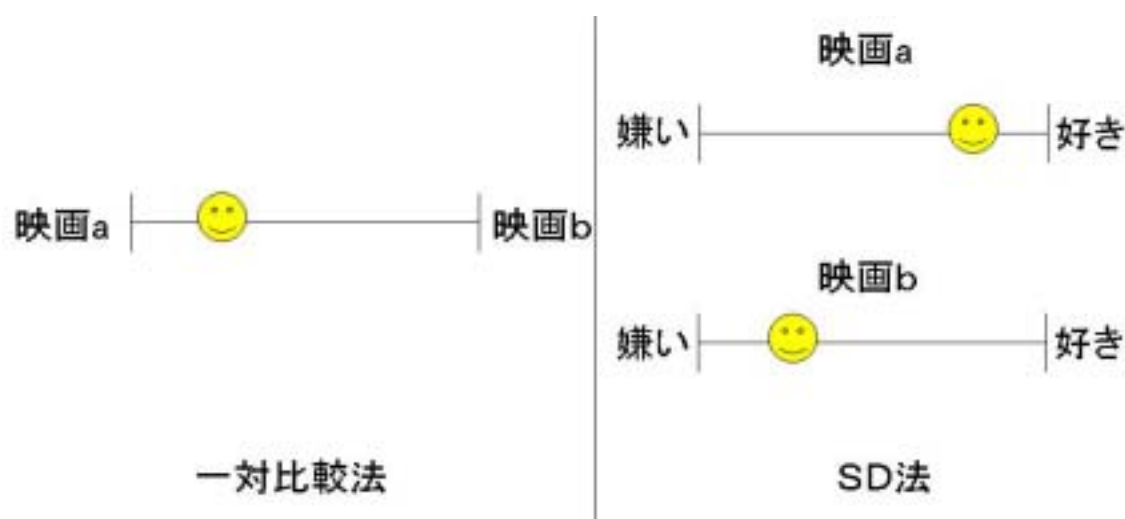 映画a 映画b
一対比較法
映画a
嫌い 好き
映画b
嫌い 好き
SD法